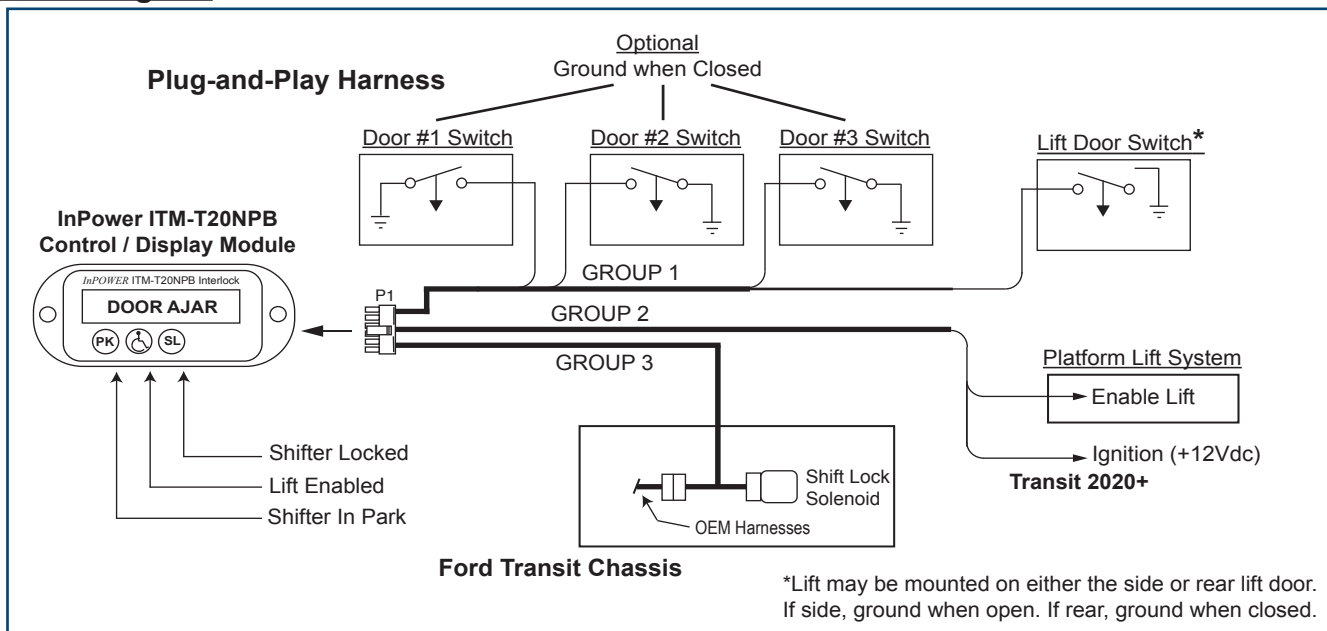 Optional
Ground when Closed
Plug-and-Play Harness
Door #1 Switch
Door #2 Switch
Door #3 Switch
Lift Door Switch*
InPower ITM-T20NPB
Control / Display Module
InPOWER ITM-T20NPB Interlock
DOOR AJAR
PK
SL
P1
GROUP 1
GROUP 2
GROUP 3
Platform Lift System
Enable Lift
Ignition (+12Vdc)
Transit 2020+
Shifter Locked
Lift Enabled
Shifter In Park
Shift Lock
Solenoid
OEM Harnesses
Ford Transit Chassis
*Lift may be mounted on either the side or rear lift door.
If side, ground when open. If rear, ground when closed.